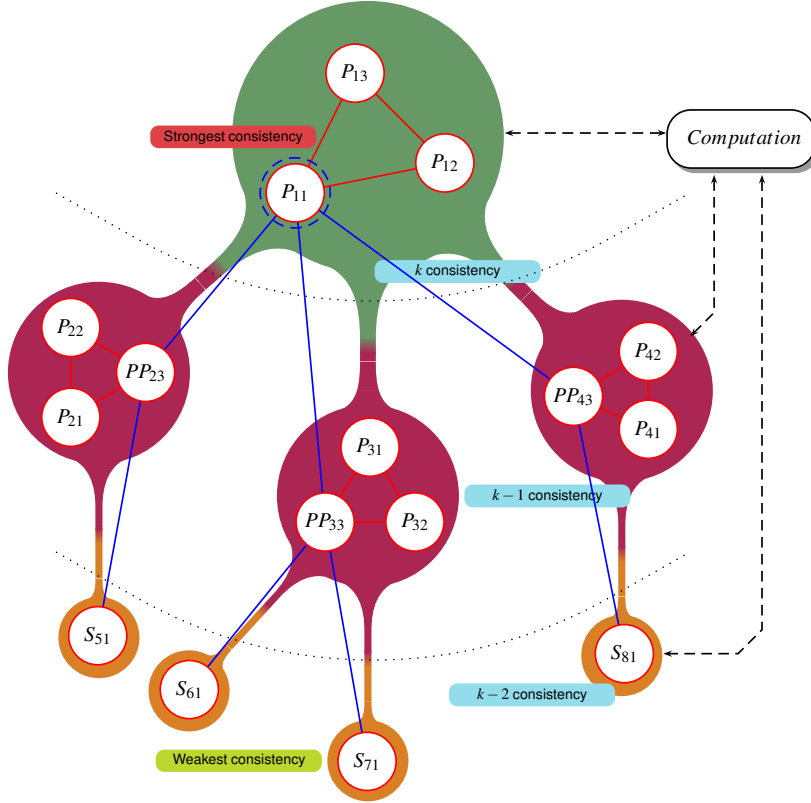 P13
Strongest consistency
Computation
P12
P11
k consistency
P22
PP23
P21
P42
PP43
P41
P31
k − 1 consistency
PP33
P32
S51
S61
S81
k − 2 consistency
Weakest consistency
S71